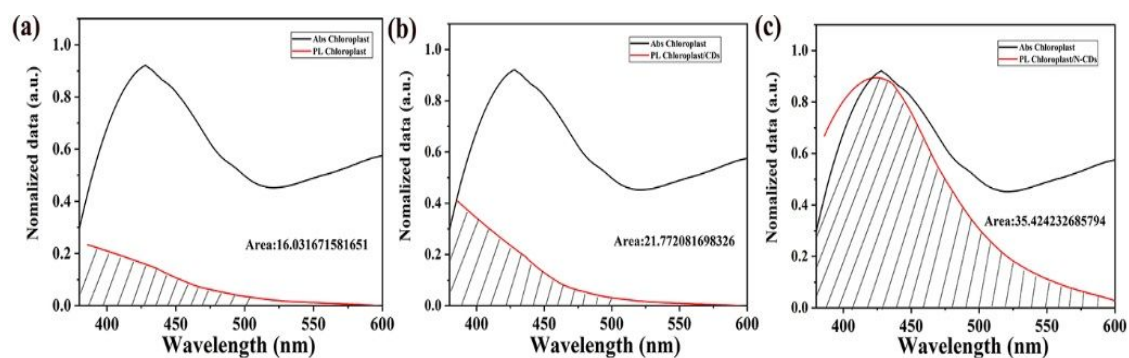 (a)
Nomalized data (a.u.)
1.0
0.8
0.6
0.4
0.2
0.0
Abs Chloroplast
PL Chloroplast
Area:16.031671581651
400 450 500 550 600
Wavelength (nm)
(b)
Nomalized data (a.u.)
1.0
0.8
0.6
0.4
0.2
0.0
Abs Chloroplast
PL Chloroplast/CDs
Area:21.772081698326
400 450 500 550 600
Wavelength (nm)
(c)
Nomalized data (a.u.)
1.0
0.8
0.6
0.4
0.2
0.0
Abs Chloroplast
PL Chloroplast/N-CDs
Area:35.424232685794
400 450 500 550 600
Wavelength (nm)